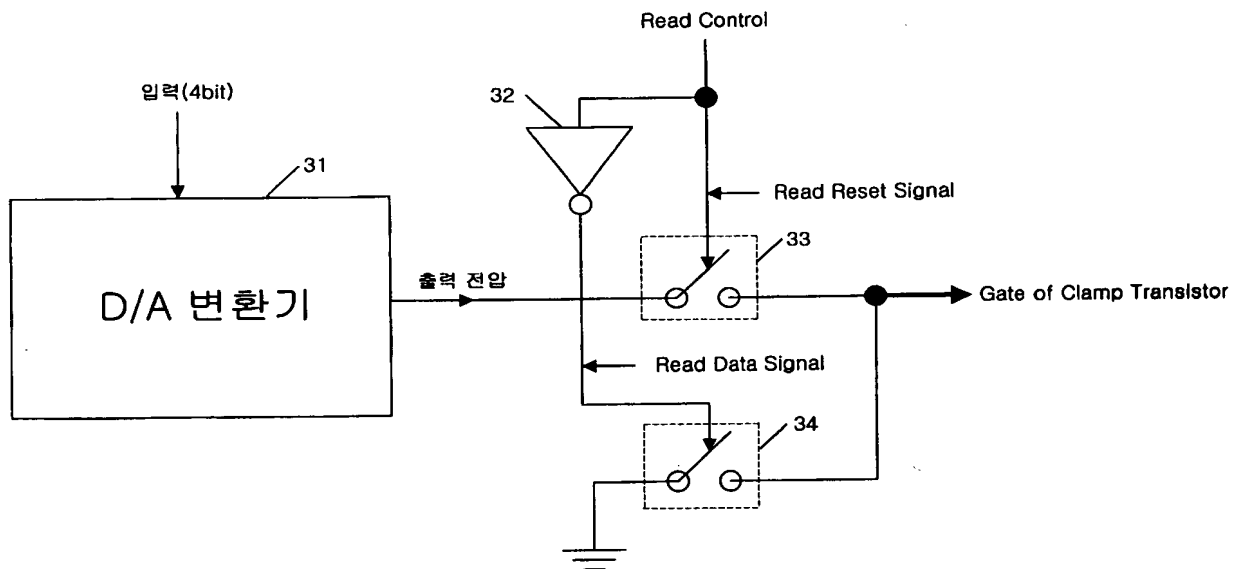 Read Control
입력(4bit)
32
31
Read Reset Signal
33
출력 전압
D/A 변환기
Gate of Clamp Transistor
Read Data Signal
34